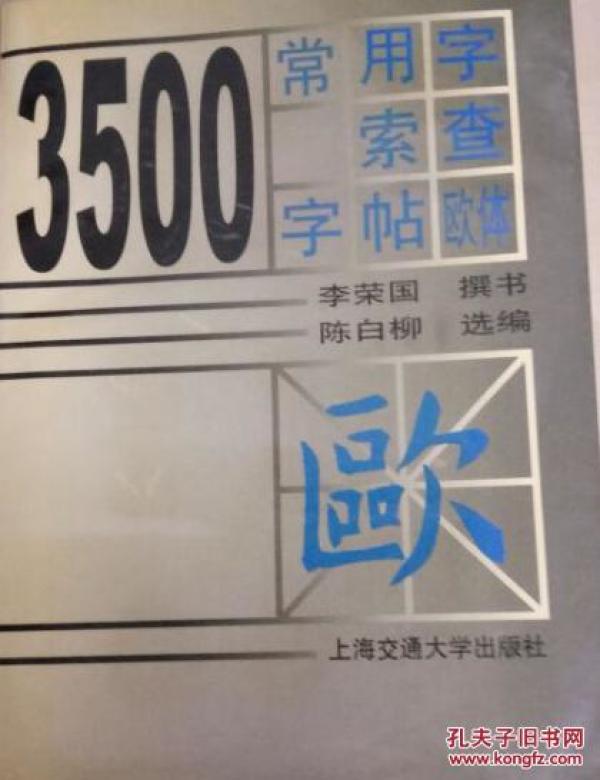 3500
常用字
索查
字帖 欧体
李荣国 撰书
陈白柳 选编
歐
上海交通大学出版社
孔夫子旧书网
www.kongfz.com